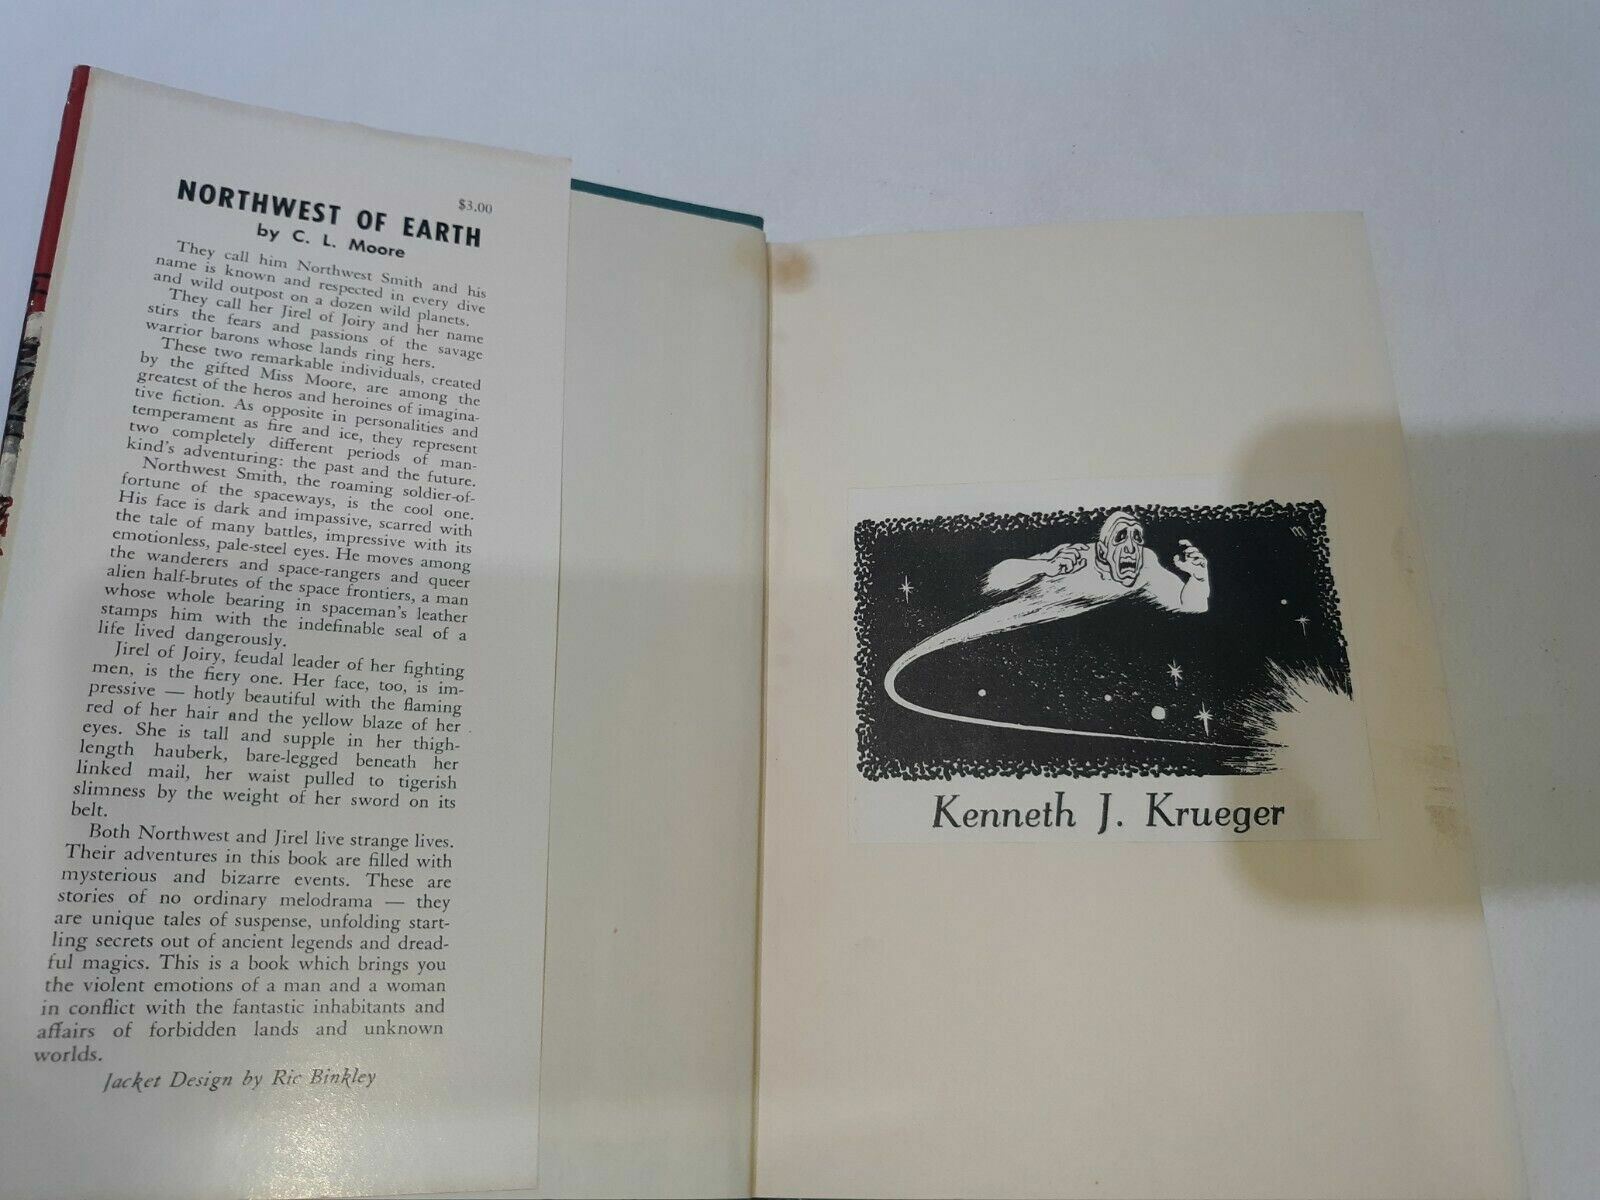 $3.00
NORTHWEST OF EARTH
by C. L. Moore
They call him Northwest Smith and his
name is known and respected in every dive
and wild outpost on a dozen wild planets.
They call her Jirel of Joiry and her name
stirs the fears and passions of the savage
warrior barons whose lands ring hers.
These two remarkable individuals, created
by the gifted Miss Moore, are among the
greatest of the heros and heroines of imagina-
tive fiction. As opposite in personalities and
temperament as fire and ice, they represent
two completely different periods of man-
kind's adventuring: the past and the future.
Northwest Smith, the roaming soldier-of-
fortune of the spaceways, is the cool one.
His face is dark and impassive, scarred with
the tale of many battles, impressive with its
emotionless, pale-steel eyes. He moves among
the wanderers and space-rangers and queer
alien half-brutes of the space frontiers, a man
whose whole bearing in spaceman's leather
stamps him with the indefinable seal of a
life lived dangerously.
Jirel of Joiry, feudal leader of her fighting
men, is the fiery one. Her face, too, is im-
pressive — hotly beautiful with the flaming
red of her hair and the yellow blaze of her
eyes. She is tall and supple in her thigh-
length hauberk, bare-legged beneath her
linked mail, her waist pulled to tigerish
slimness by the weight of her sword on its
belt.
Both Northwest and Jirel live strange lives.
Their adventures in this book are filled with
mysterious and bizarre events. These are
stories of no ordinary melodrama — they
are unique tales of suspense, unfolding start-
ling secrets out of ancient legends and dread-
ful magics. This is a book which brings you
the violent emotions of a man and a woman
in conflict with the fantastic inhabitants and
affairs of forbidden lands and unknown
worlds.
Jacket Design by Ric Binkley
Kenneth J. Krueger